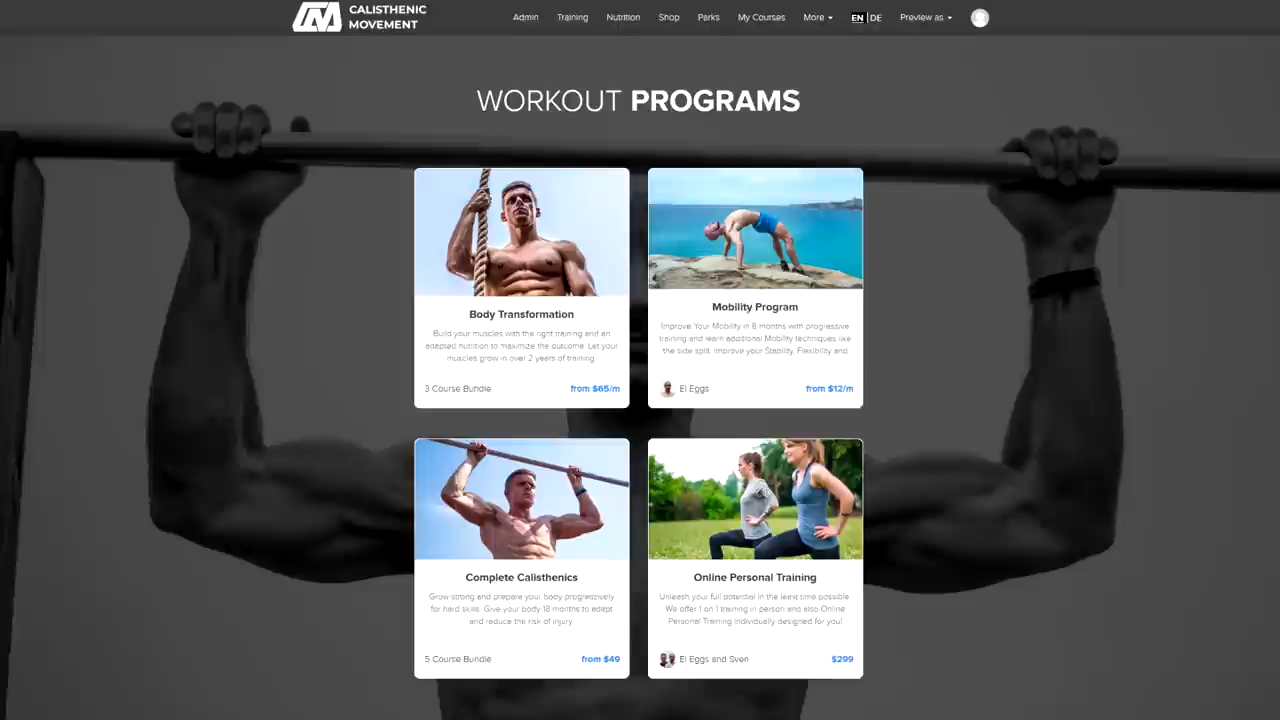 CALISTHENIC
MOVEMENT
Admin Training Nutrition Shop Parks My Courses More EN DE Preview as
WORKOUT PROGRAMS
Body Transformation
Build your muscles with the right training and an
adapted nutrition to maximize the outcome. Let your
muscles grow in over 2 years of training
3 Course Bundle from $65/m
Mobility Program
Improve Your Mobility in 8 months with progressive
training and learn additional Mobility techniques like
the side split. Improve your Stability, Flexibility and
El Eggs from $12/m
Complete Calisthenics
Grow strong and prepare your body progressively
for hard skills. Give your body 18 months to adapt
and reduce the risk of injury.
5 Course Bundle from $49
Online Personal Training
Unleash your full potential in the least time possible
We offer 1 on 1 training in person and also Online
Personal Training individually designed for you!
El Eggs and Sven $299